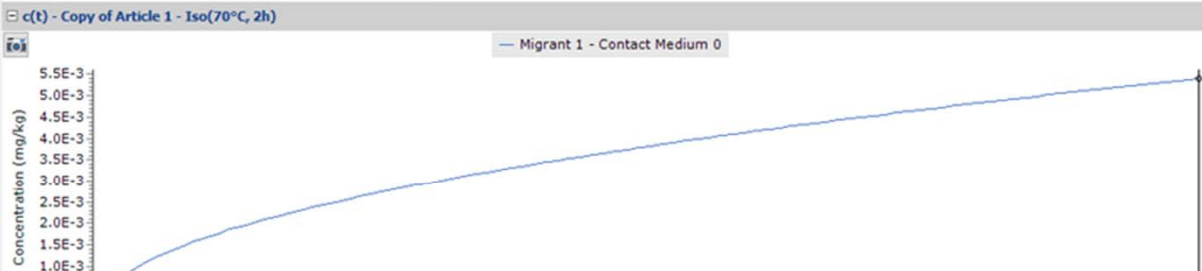 c(t) - Copy of Article 1 - Iso(70°C, 2h)
Migrant 1 - Contact Medium 0
Concentration (mg/kg)
5.5E-3
5.0E-3
4.5E-3
4.0E-3
3.5E-3
3.0E-3
2.5E-3
2.0E-3
1.5E-3
1.0E-3